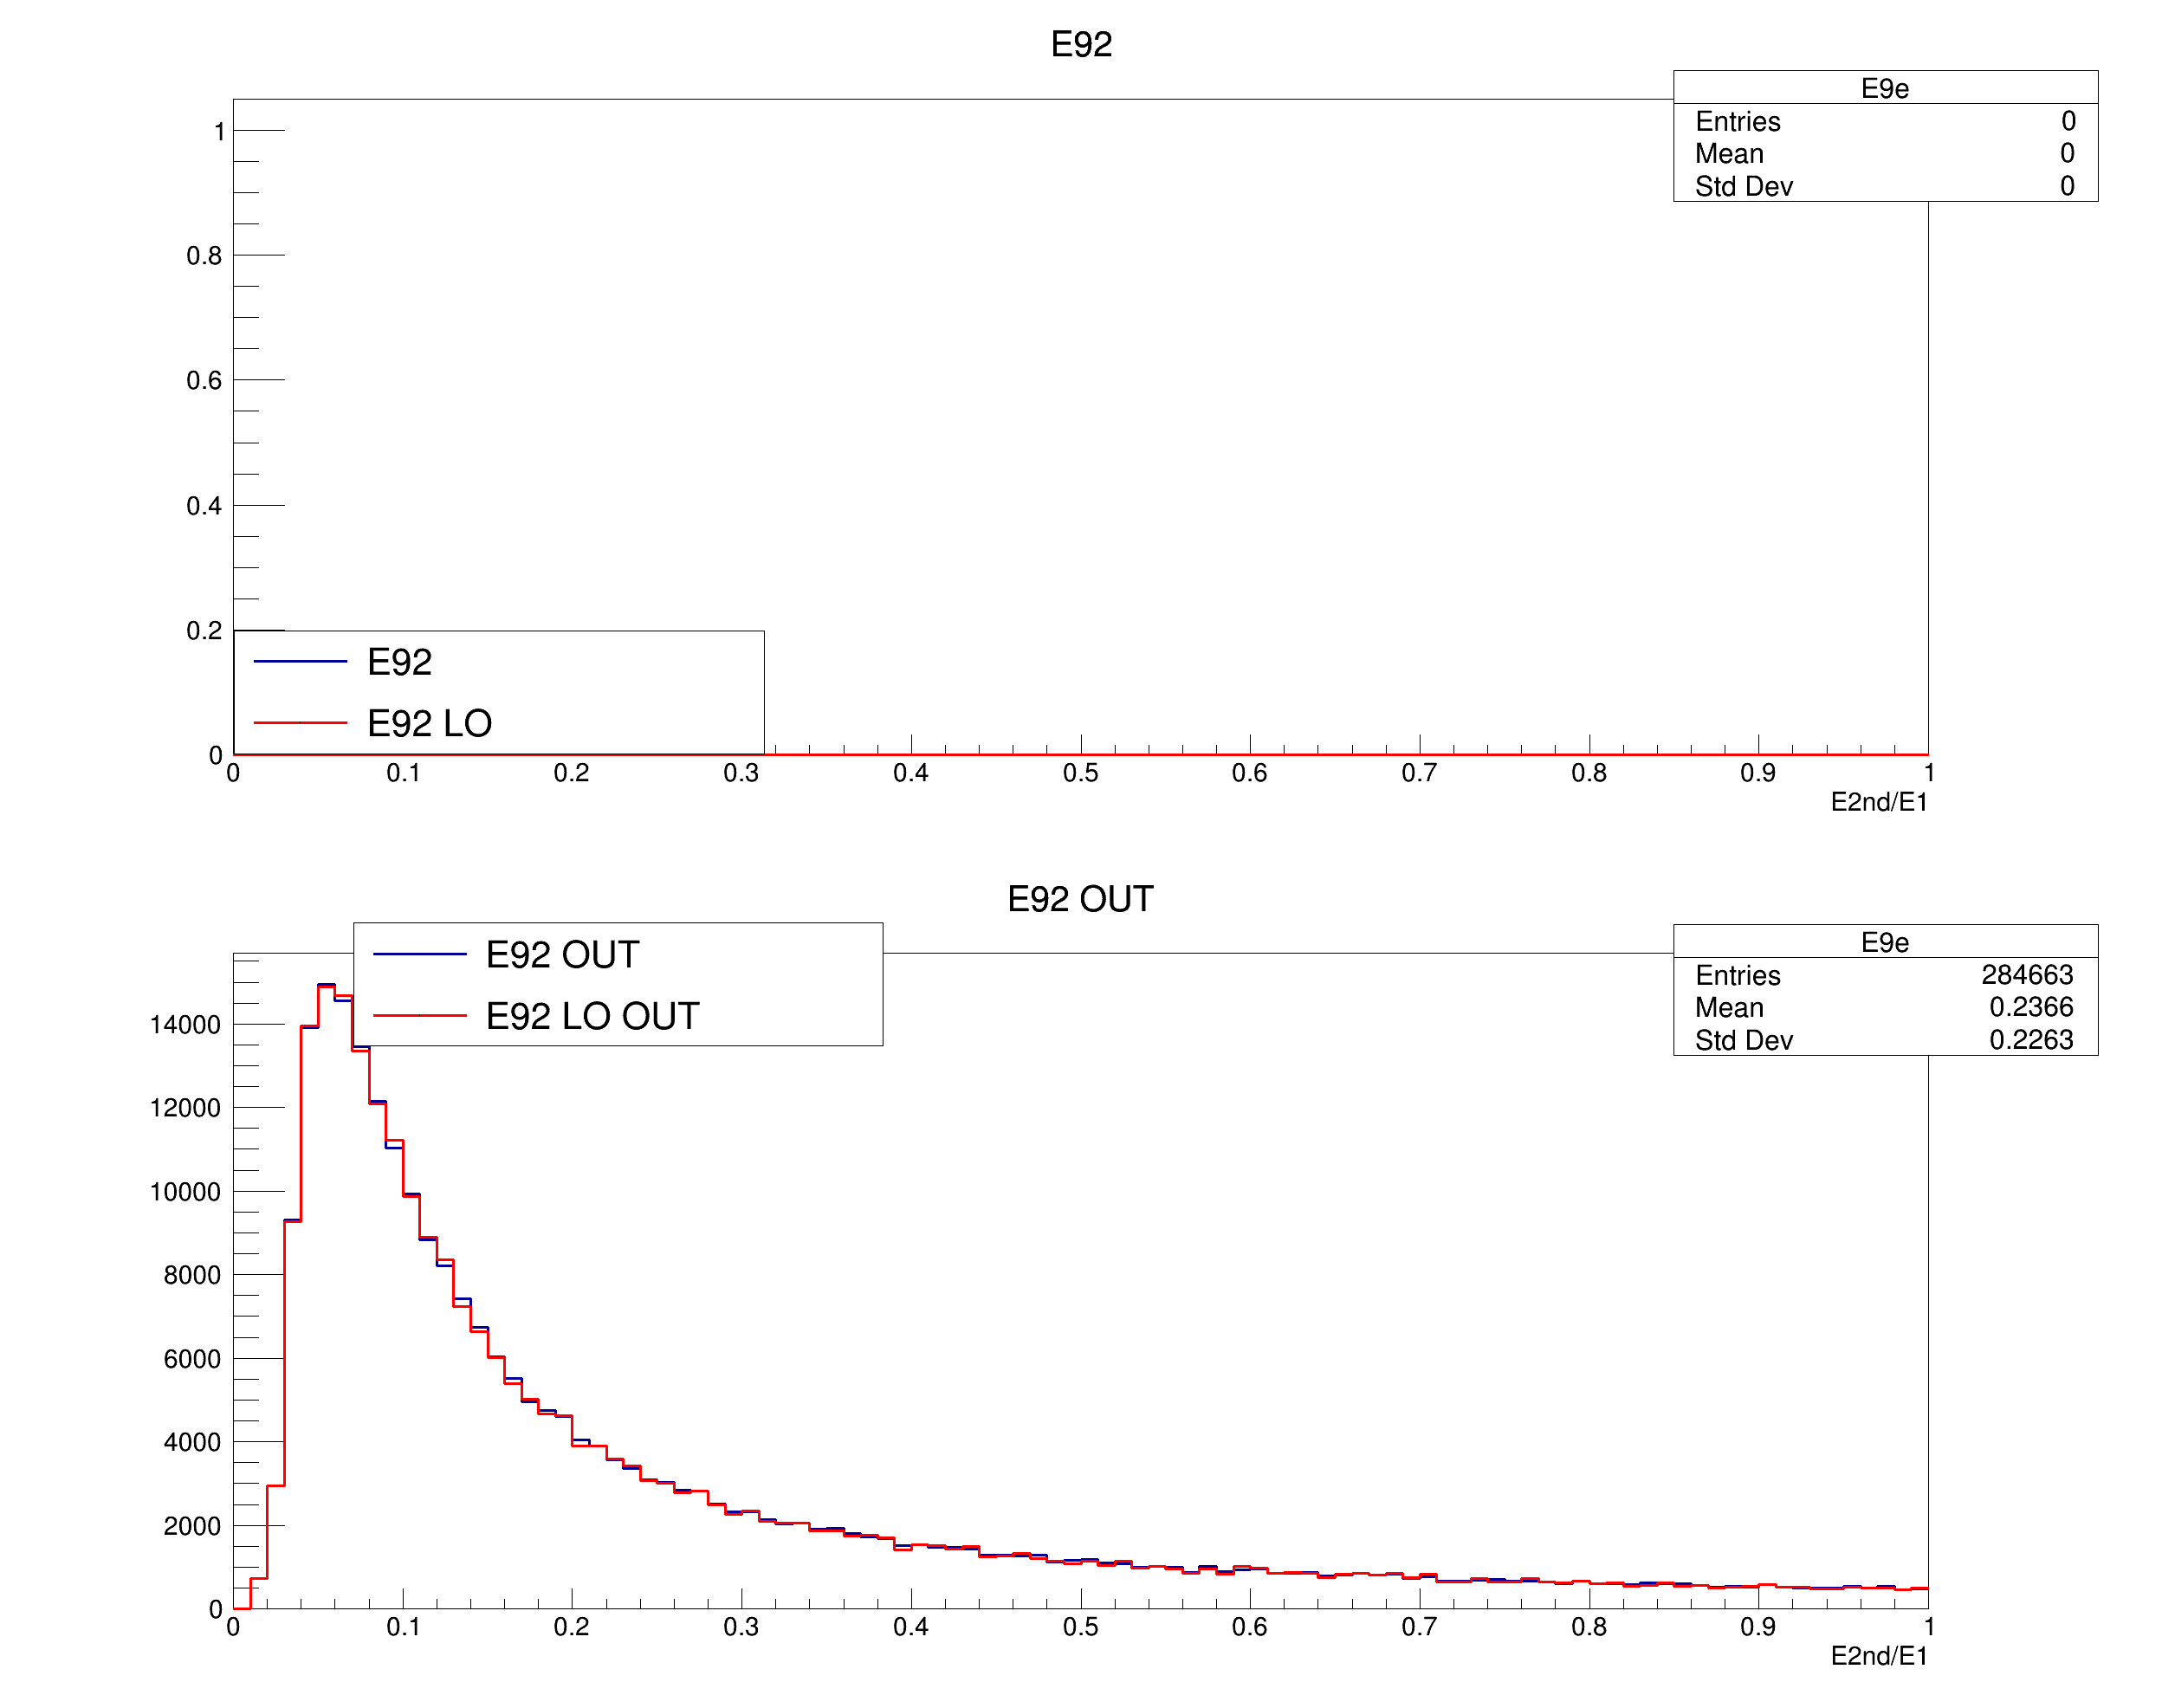 E92
E9e
Entries 0
Mean 0
Std Dev 0
1
0.8
0.6
0.4
0.2
0
E92
E92 LO
0 0.1 0.2 0.3 0.4 0.5 0.6 0.7 0.8 0.9 1
E2nd/E1
E92 OUT
E9e
Entries 284663
Mean 0.2366
Std Dev 0.2263
E92 OUT
E92 LO OUT
14000
12000
10000
8000
6000
4000
2000
0
0 0.1 0.2 0.3 0.4 0.5 0.6 0.7 0.8 0.9 1
E2nd/E1